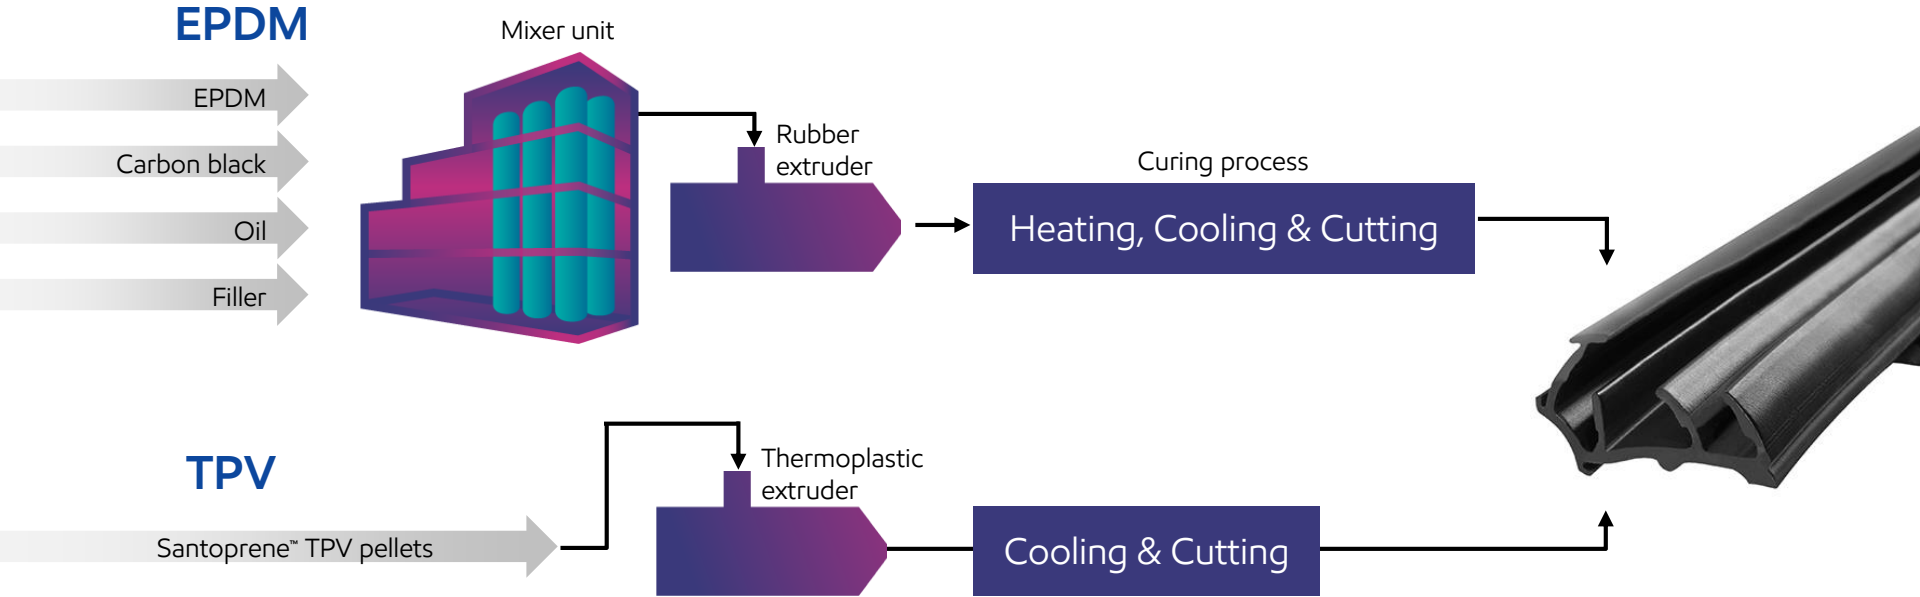 EPDM
Mixer unit
EPDM
Carbon black
Oil
Filler
Rubber
extruder
Curing process
Heating, Cooling & Cutting
TPV
Santoprene™ TPV pellets
Thermoplastic
extruder
Cooling & Cutting